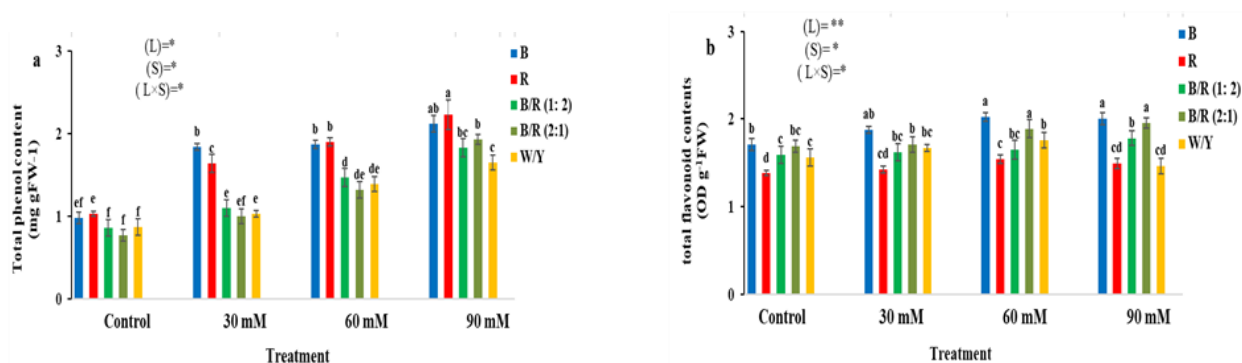 a
(L)=*
(S)=*
(L×S)=*
B
R
B/R (1: 2)
B/R (2:1)
W/Y
Total phenol content
(mg gFW-1)
3
2
1
0
ef e f f f
b c e ef e
b b d de de
ab a bc b c
Control 30 mM 60 mM 90 mM
Treatment
b
(L)= **
(S)= *
( L×S)=*
B
R
B/R (1: 2)
B/R (2:1)
W/Y
total flavonoid contents
(OD g-1FW)
3
2
1
0
b d bc bc c
ab cd bc b bc
a c bc a b
a cd b a cd
Control 30 mM 60 mM 90 mM
Treatment